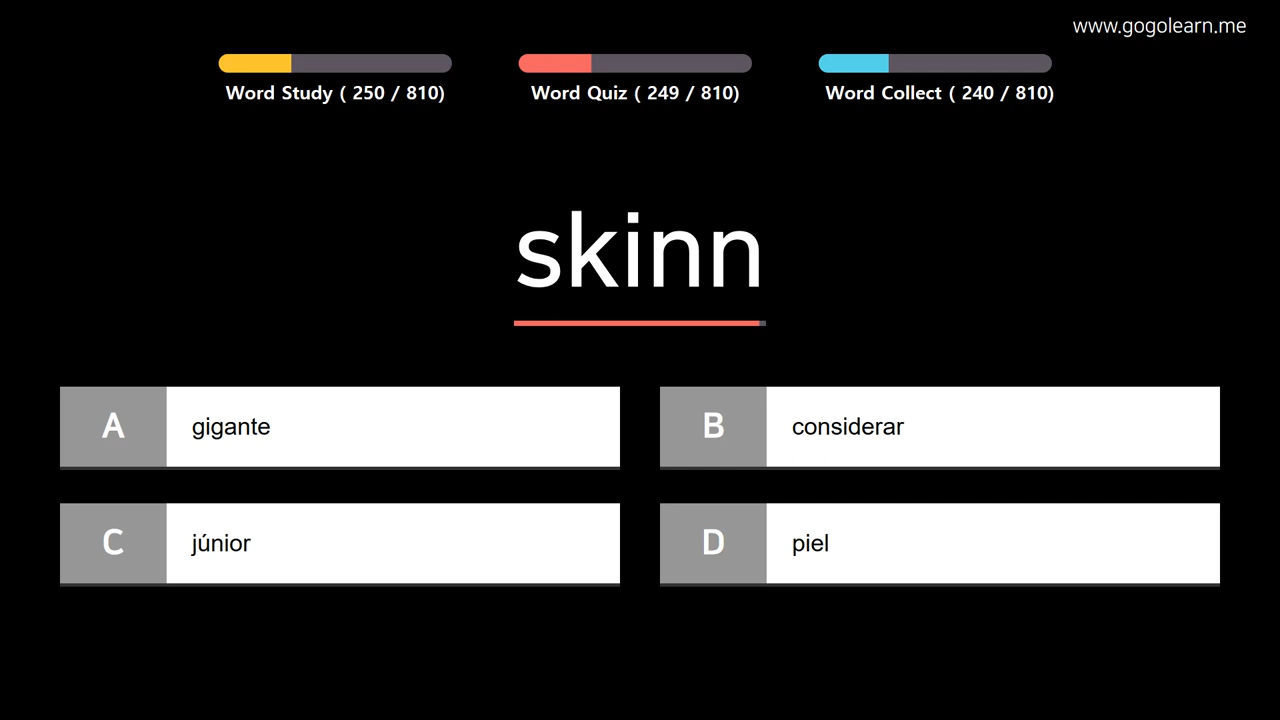 www.gogolearn.me
Word Study ( 250 / 810)
Word Quiz ( 249 / 810)
Word Collect ( 240 / 810)
skinn
A gigante
B considerar
C júnior
D piel